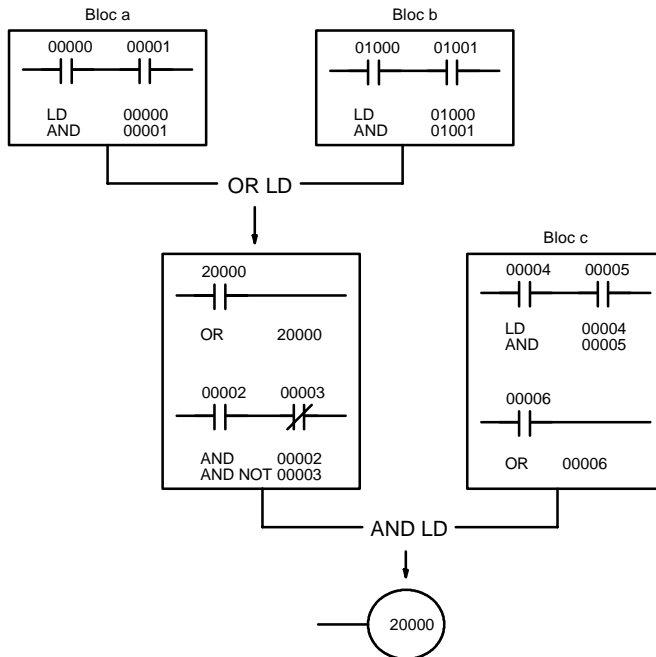 Bloc a
00000 00001
LD 00000
AND 00001
Bloc b
01000 01001
LD 01000
AND 01001
OR LD
20000
OR 20000
00002 00003
AND 00002
AND NOT 00003
Bloc c
00004 00005
LD 00004
AND 00005
00006
OR 00006
AND LD
20000